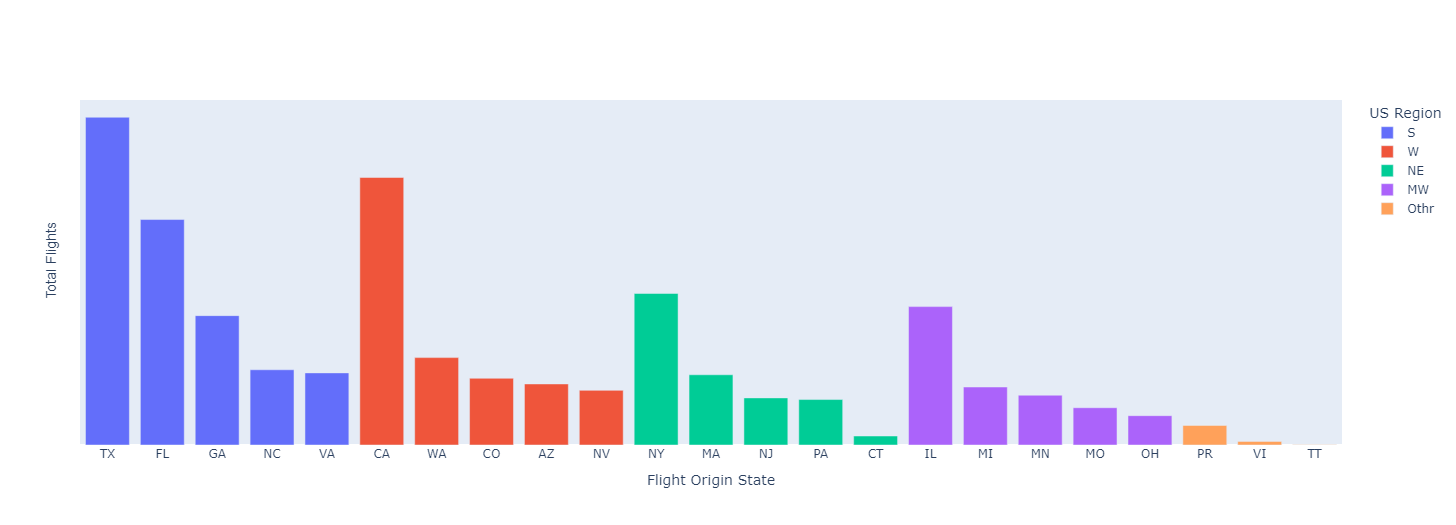 US Region
S
W
NE
MW
Othr
Total Flights
TX FL GA NC VA CA WA CO AZ NV NY MA NJ PA CT IL MI MN MO OH PR VI TT
Flight Origin State